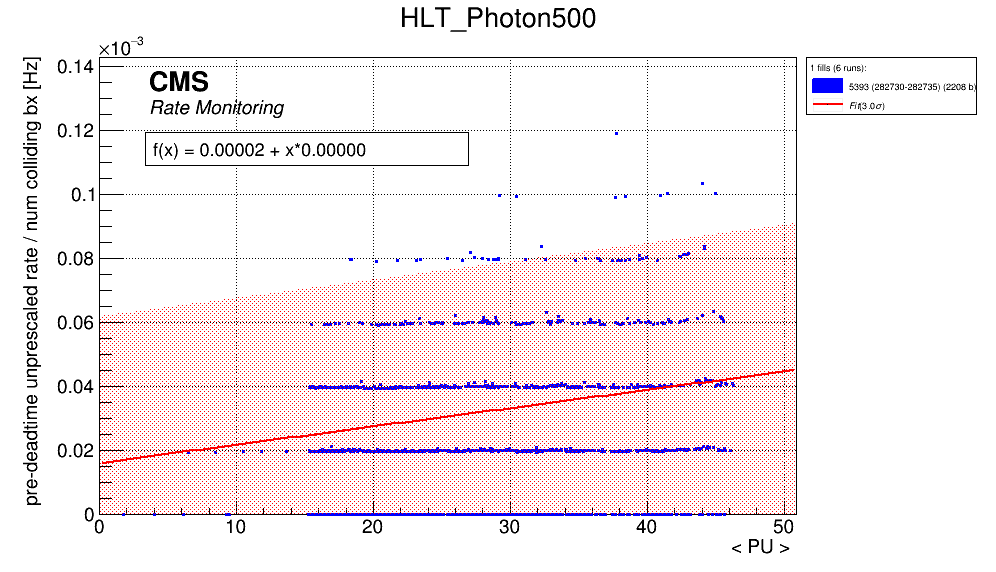 HLT_Photon500
×10⁻³
pre-deadtime unprescaled rate / num colliding bx [Hz]
0.14
0.12
0.1
0.08
0.06
0.04
0.02
0
CMS
Rate Monitoring
f(x) = 0.00002 + x*0.00000
0 10 20 30 40 50
< PU >
1 fills (6 runs):
5393 (282730-282735) (2208 b)
Fit(3.0σ)